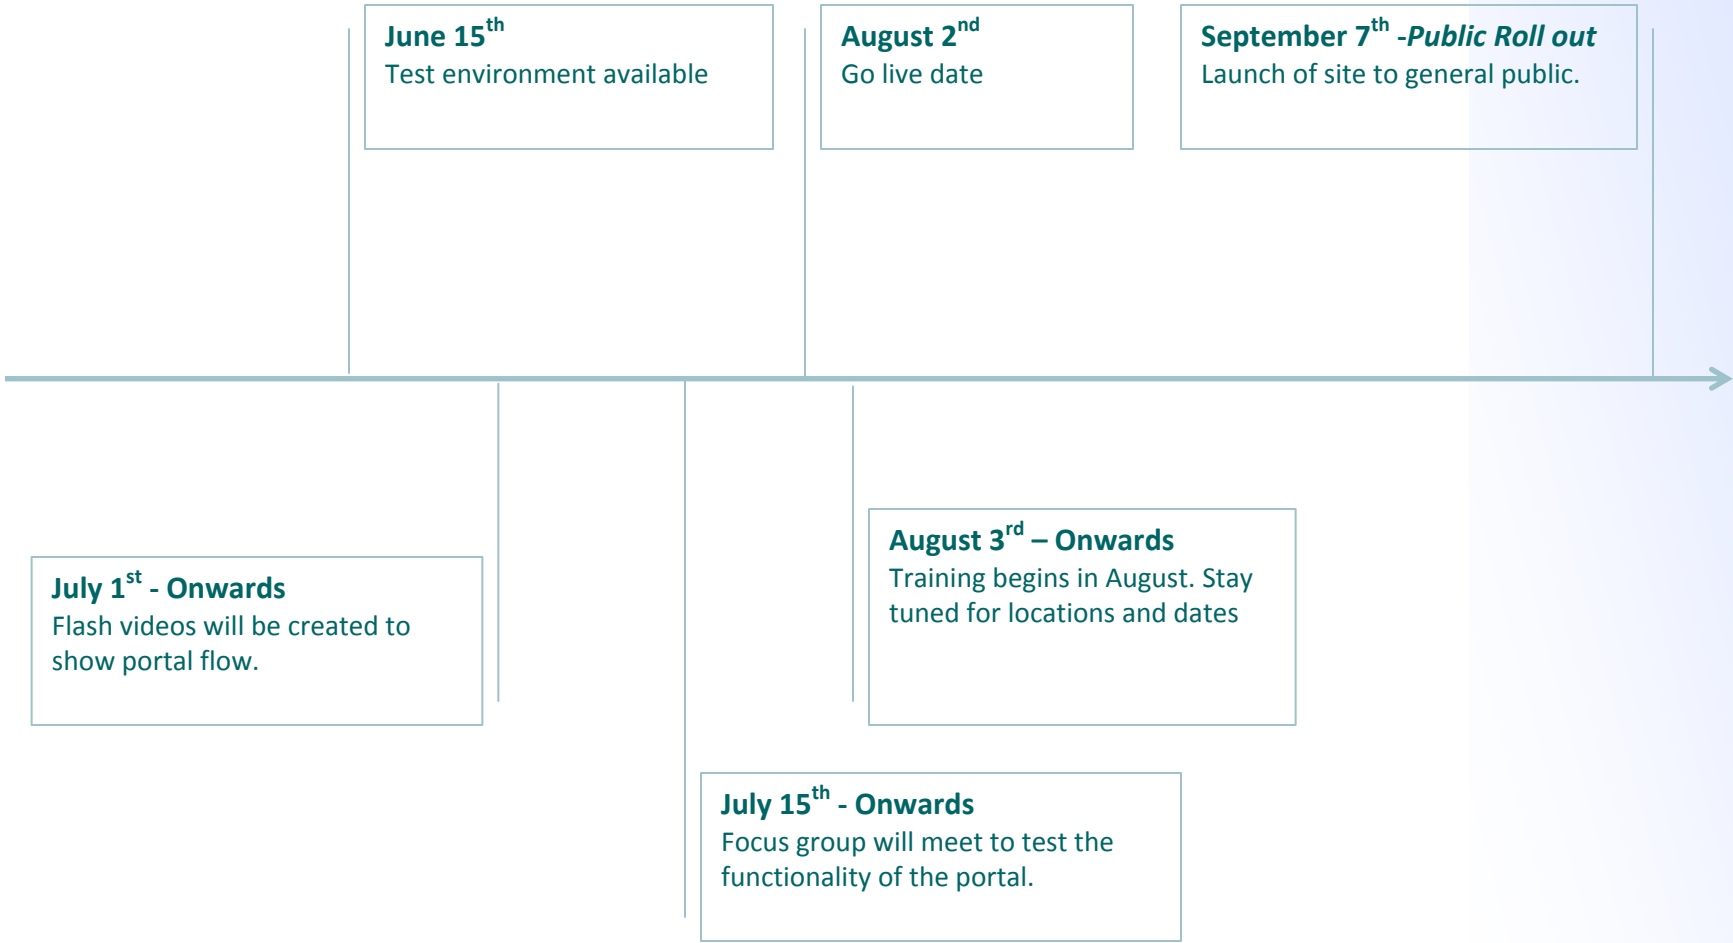 June 15th
Test environment available
August 2nd
Go live date
September 7th -Public Roll out
Launch of site to general public.
July 1st - Onwards
Flash videos will be created to
show portal flow.
August 3rd – Onwards
Training begins in August. Stay
tuned for locations and dates
July 15th - Onwards
Focus group will meet to test the
functionality of the portal.